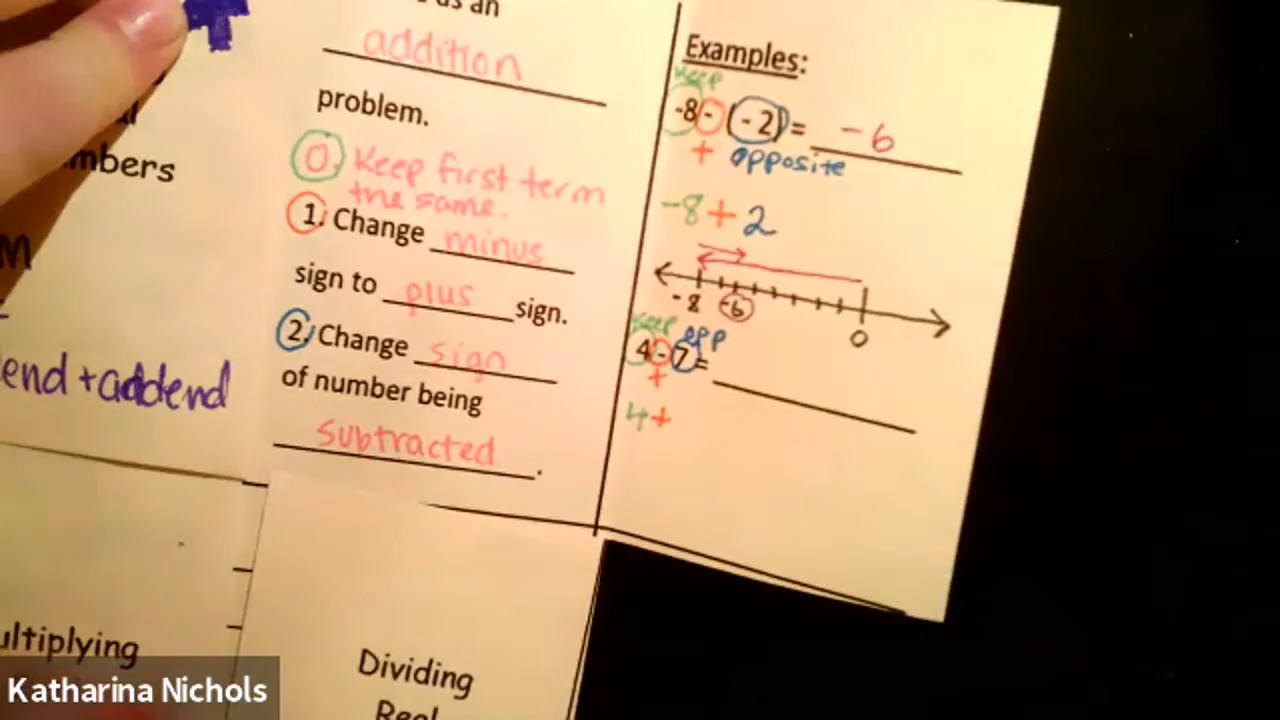 as an
addition
problem.
0. Keep first term
the same.
1. Change minus
sign to plus sign.
2. Change sign
of number being
subtracted.
mbers
end + addend
ultiplying
Dividing
Real
Examples:
keep
-8 - (-2) = -6
+ opposite
-8 + 2
-8 -6 0
keep opp
4 - 7 =
+
4 +
Katharina Nichols